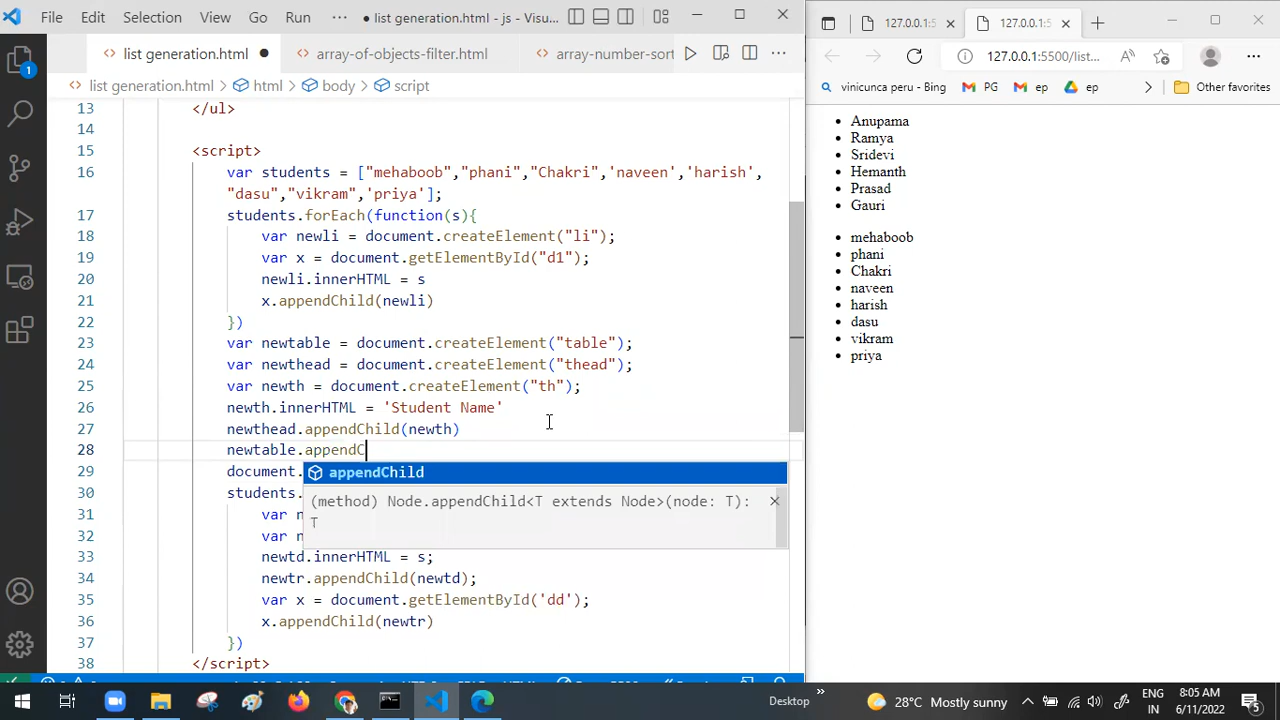 File Edit Selection View Go Run ··· ● list generation.html - js - Visu...
list generation.html ●
array-of-objects-filter.html
array-number-sort
list generation.html > html > body > script
13 </ul>
14
15 <script>
16 var students = ["mehaboob","phani","Chakri",'naveen','harish',
"dasu","vikram",'priya'];
17 students.forEach(function(s){
18 var newli = document.createElement("li");
19 var x = document.getElementById("d1");
20 newli.innerHTML = s
21 x.appendChild(newli)
22 })
23 var newtable = document.createElement("table");
24 var newthead = document.createElement("thead");
25 var newth = document.createElement("th");
26 newth.innerHTML = 'Student Name'
27 newthead.appendChild(newth)
28 newtable.appendC
appendChild
(method) Node.appendChild<T extends Node>(node: T):
T
29 document.
30 students.
31 var n
32 var n
33 newtd.innerHTML = s;
34 newtr.appendChild(newtd);
35 var x = document.getElementById('dd');
36 x.appendChild(newtr)
37 })
38 </script>
1
127.0.0.1:5
127.0.0.1:5
127.0.0.1:5500/list...
vinicunca peru - Bing PG ep ep Other favorites
Anupama
Ramya
Sridevi
Hemanth
Prasad
Gauri
mehaboob
phani
Chakri
naveen
harish
dasu
vikram
priya
Desktop » 28°C Mostly sunny ENG IN 8:05 AM 6/11/2022 5